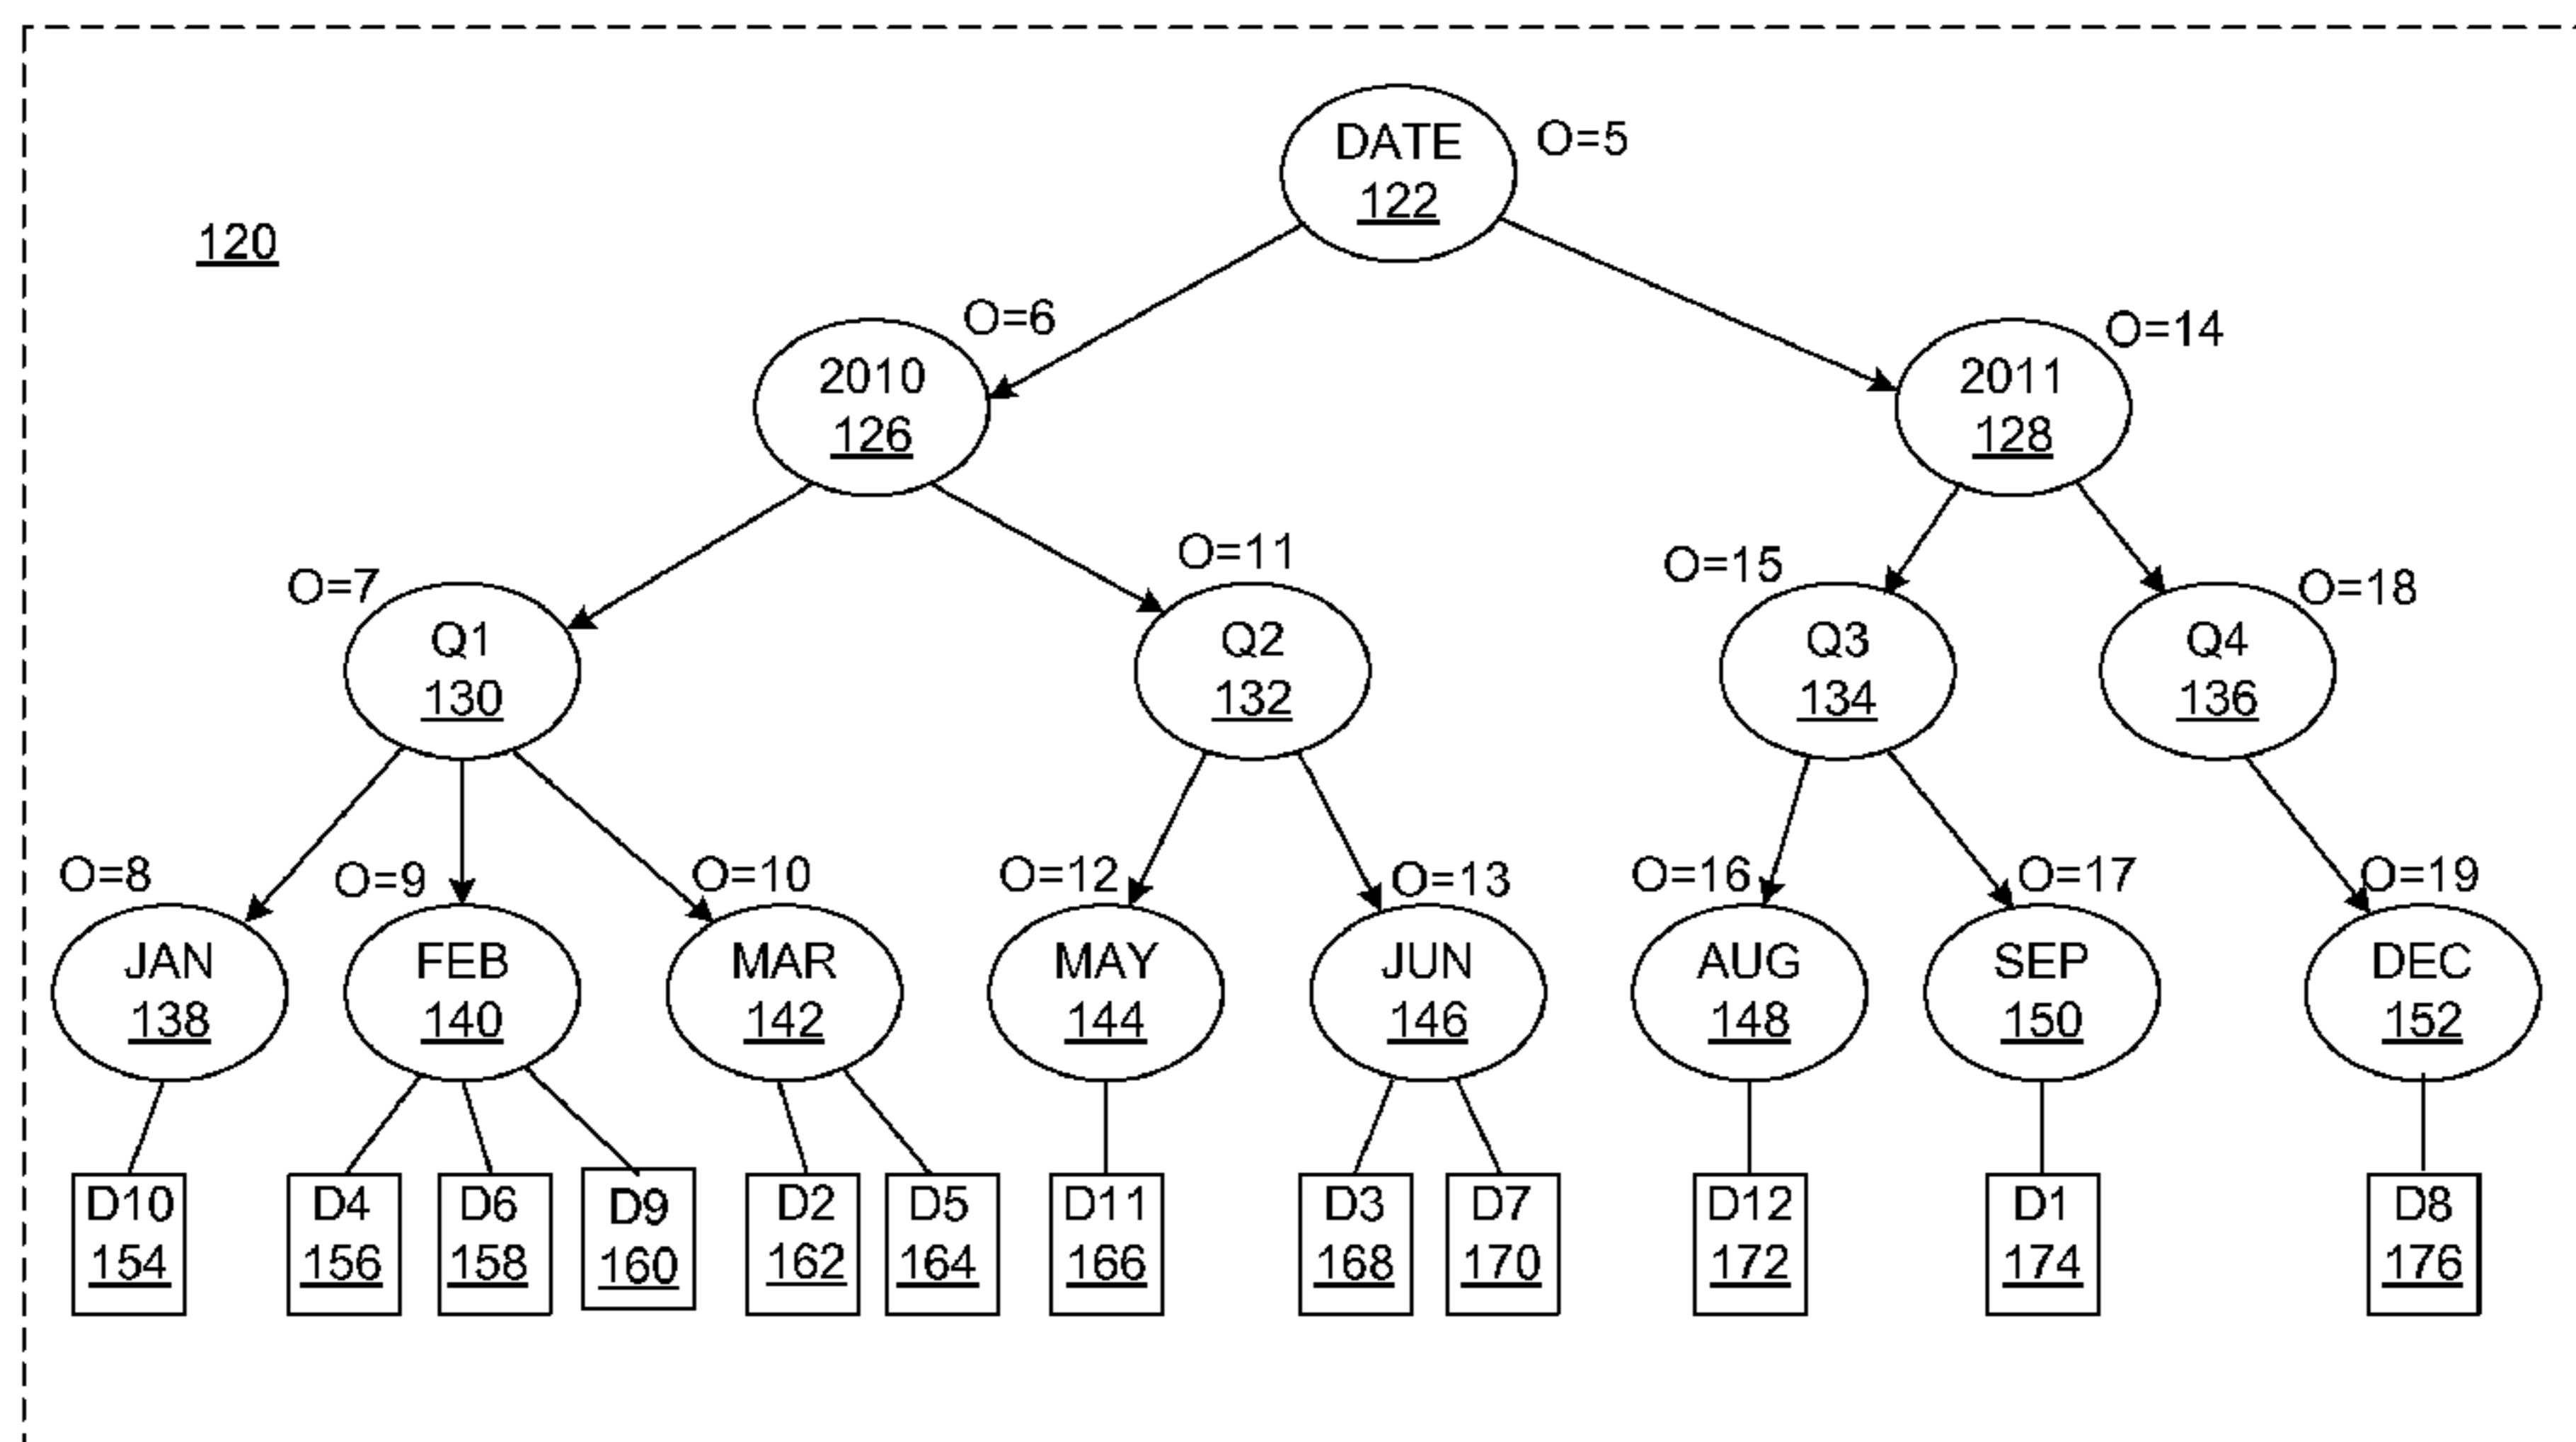 DATE
122
O=5
120
O=6
2010
126
O=14
2011
128
O=7
Q1
130
O=11
Q2
132
O=15
Q3
134
O=18
Q4
136
O=8
JAN
138
O=9
FEB
140
O=10
MAR
142
O=12
MAY
144
O=13
JUN
146
O=16
AUG
148
O=17
SEP
150
O=19
DEC
152
D10
154
D4
156
D6
158
D9
160
D2
162
D5
164
D11
166
D3
168
D7
170
D12
172
D1
174
D8
176